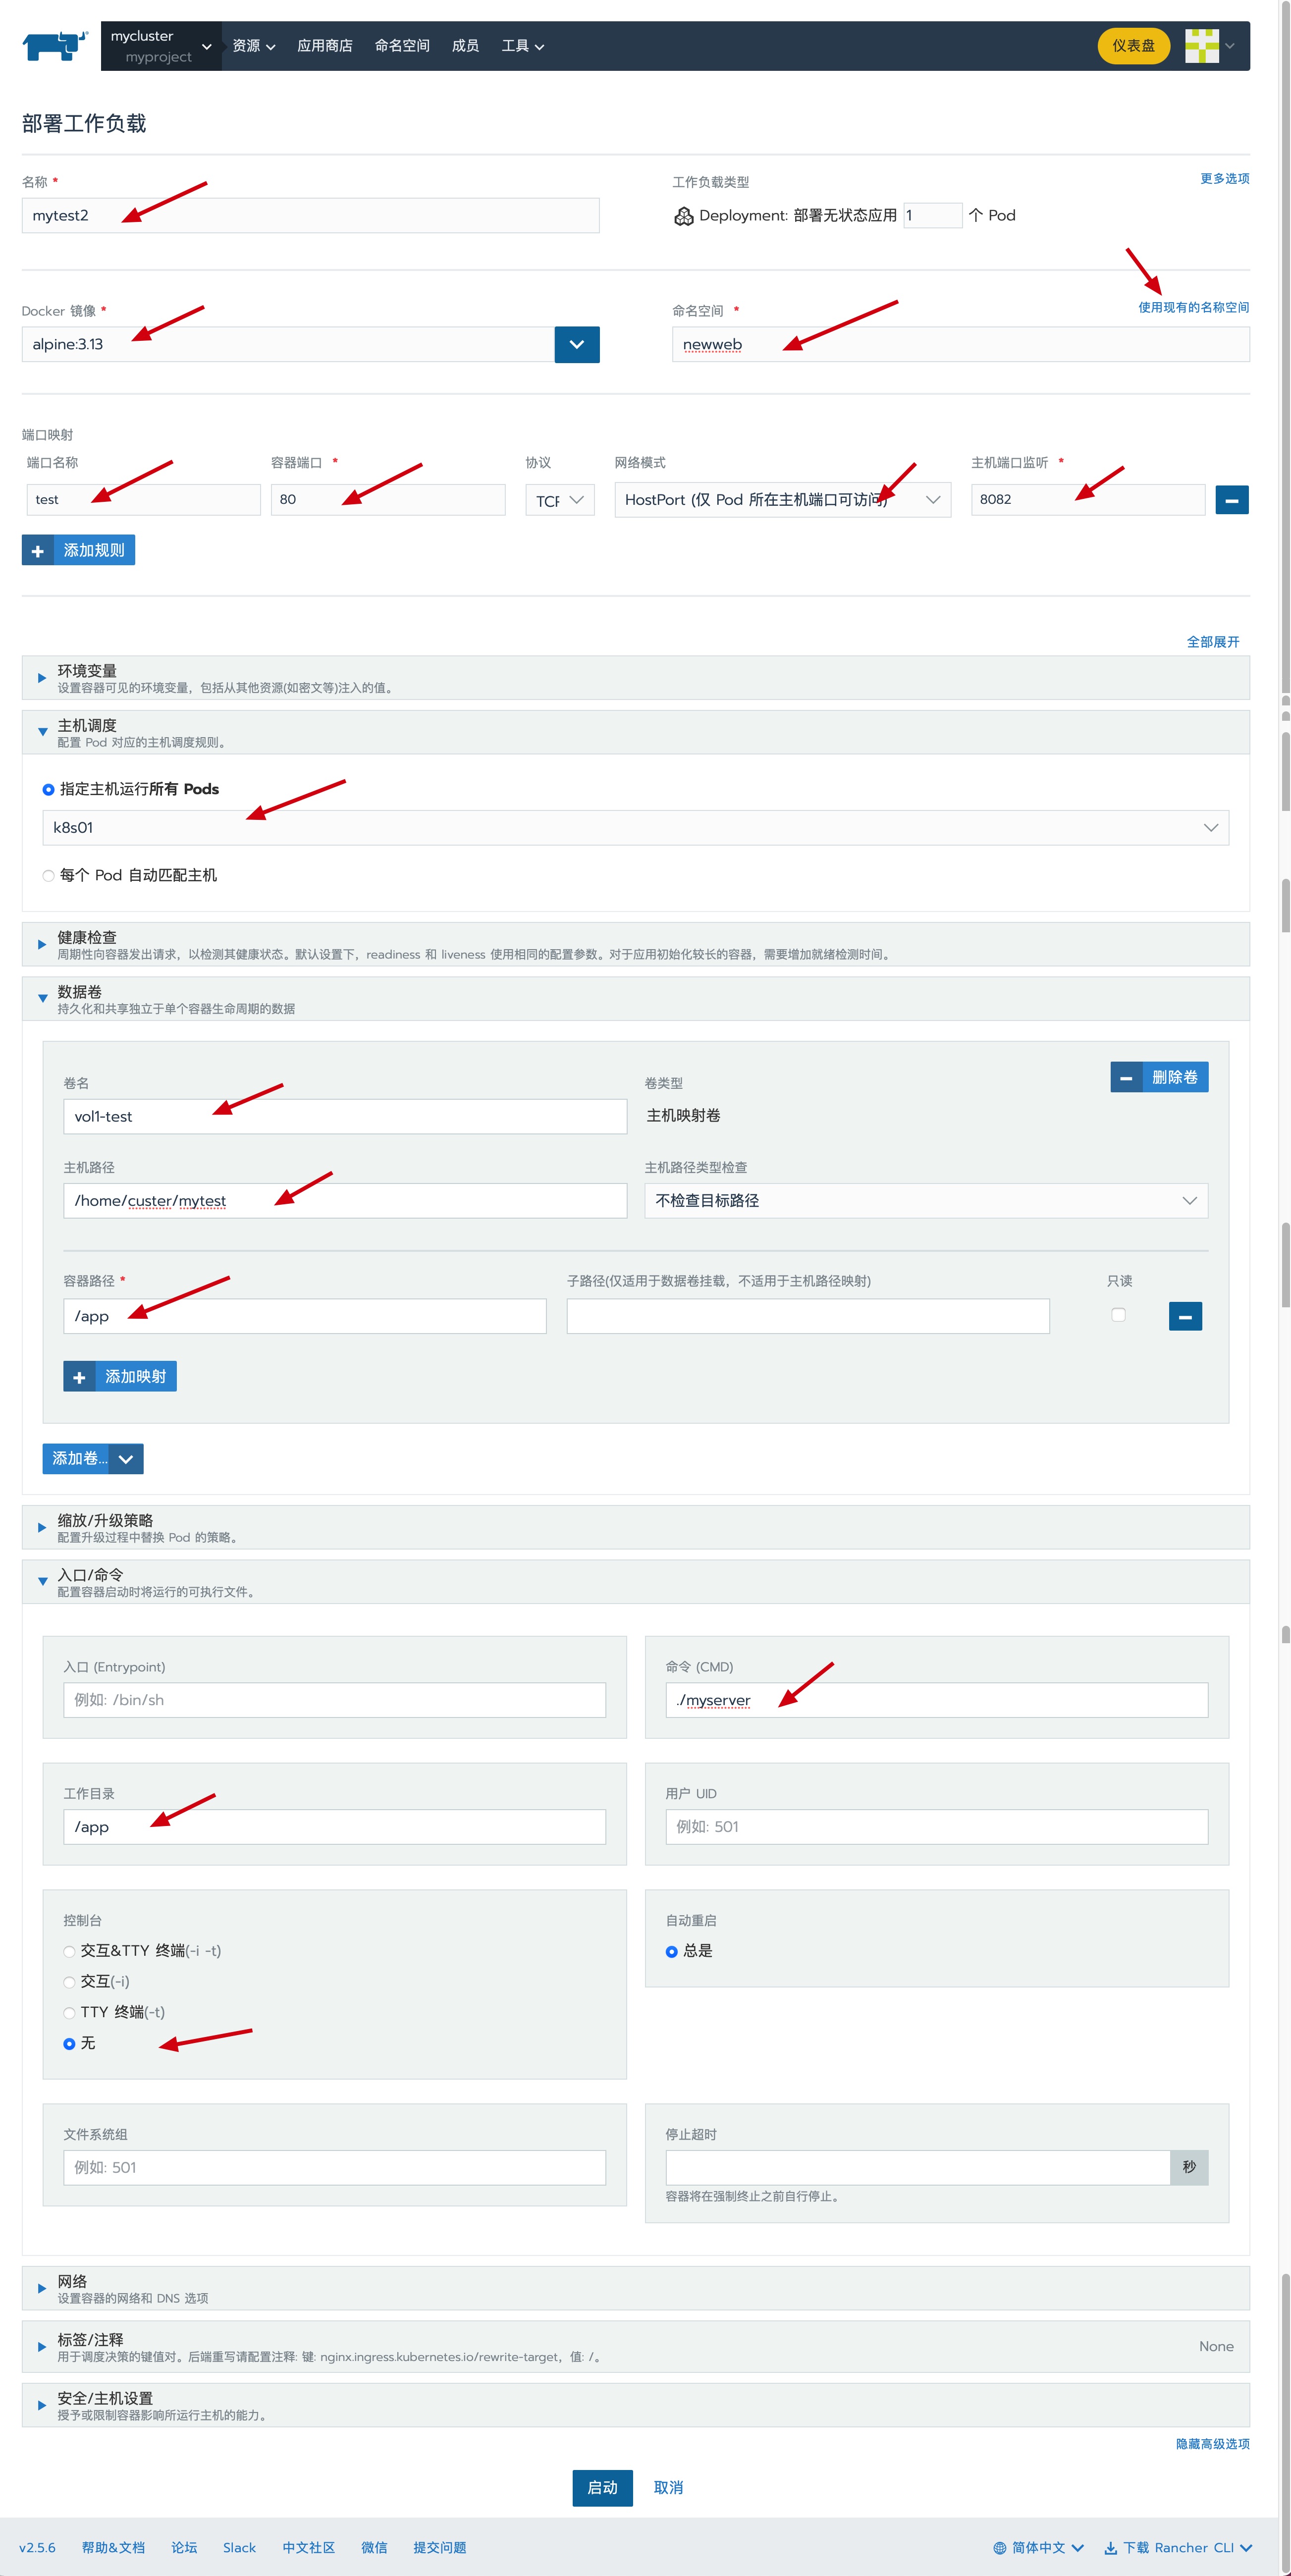 mycluster
myproject
资源
应用商店
命名空间
成员
工具
仪表盘
部署工作负载
名称 *
工作负载类型
更多选项
mytest2
Deployment: 部署无状态应用 1 个 Pod
Docker 镜像 *
命名空间 *
使用现有的名称空间
alpine:3.13
newweb
端口映射
端口名称
容器端口 *
协议
网络模式
主机端口监听 *
test
80
TCP
HostPort (仅 Pod 所在主机端口可访问)
8082
添加规则
全部展开
环境变量
设置容器可见的环境变量，包括从其他资源(如密文等)注入的值。
主机调度
配置 Pod 对应的主机调度规则。
指定主机运行所有 Pods
k8s01
每个 Pod 自动匹配主机
健康检查
周期性向容器发出请求，以检测其健康状态。默认设置下，readiness 和 liveness 使用相同的配置参数。对于应用初始化较长的容器，需要增加就绪检测时间。
数据卷
持久化和共享独立于单个容器生命周期的数据
删除卷
卷名
卷类型
vol1-test
主机映射卷
主机路径
主机路径类型检查
/home/custer/mytest
不检查目标路径
容器路径 *
子路径(仅适用于数据卷挂载，不适用于主机路径映射)
只读
/app
添加映射
添加卷...
缩放/升级策略
配置升级过程中替换 Pod 的策略。
入口/命令
配置容器启动时将运行的可执行文件。
入口 (Entrypoint)
命令 (CMD)
例如: /bin/sh
./myserver
工作目录
用户 UID
/app
例如: 501
控制台
自动重启
交互&TTY 终端(-i -t)
总是
交互(-i)
TTY 终端(-t)
无
文件系统组
停止超时
例如: 501
秒
容器将在强制终止之前自行停止。
网络
设置容器的网络和 DNS 选项
标签/注释
用于调度决策的键值对。后端重写请配置注释: 键: nginx.ingress.kubernetes.io/rewrite-target，值: /。
None
安全/主机设置
授予或限制容器影响所运行主机的能力。
隐藏高级选项
启动
取消
v2.5.6
帮助&文档
论坛
Slack
中文社区
微信
提交问题
简体中文
下载 Rancher CLI